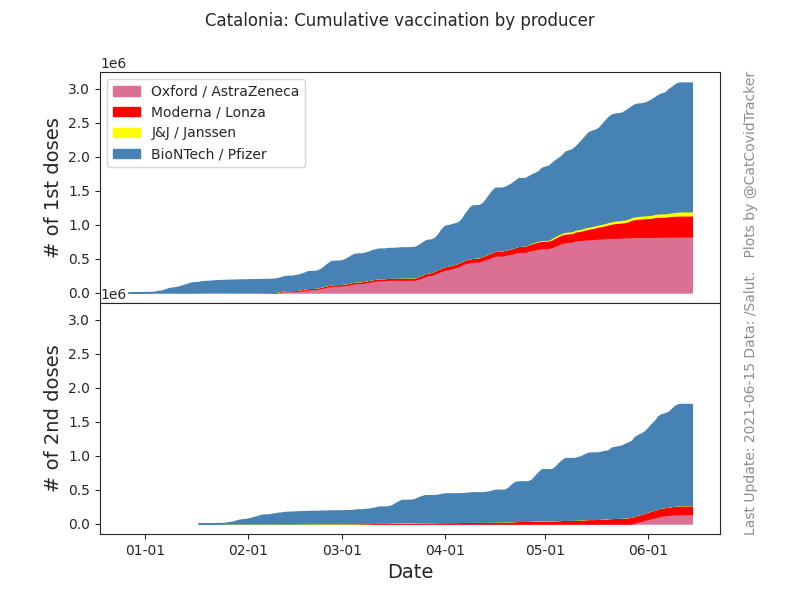 Catalonia: Cumulative vaccination by producer
1e6
# of 1st doses
3.0
2.5
2.0
1.5
1.0
0.5
0.0
Oxford / AstraZeneca
Moderna / Lonza
J&J / Janssen
BioNTech / Pfizer
1e6
# of 2nd doses
3.0
2.5
2.0
1.5
1.0
0.5
0.0
01-01
02-01
03-01
04-01
05-01
06-01
Date
Last Update: 2021-06-15 Data: /Salut. Plots by @CatCovidTracker